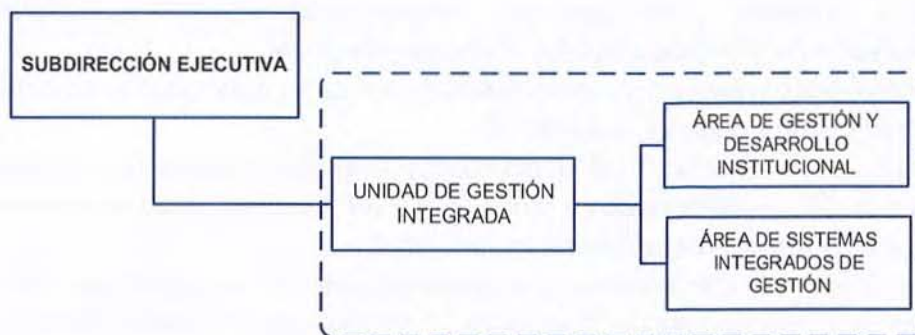 SUBDIRECCIÓN EJECUTIVA
UNIDAD DE GESTIÓN
INTEGRADA
ÁREA DE GESTIÓN Y
DESARROLLO
INSTITUCIONAL
ÁREA DE SISTEMAS
INTEGRADOS DE
GESTIÓN